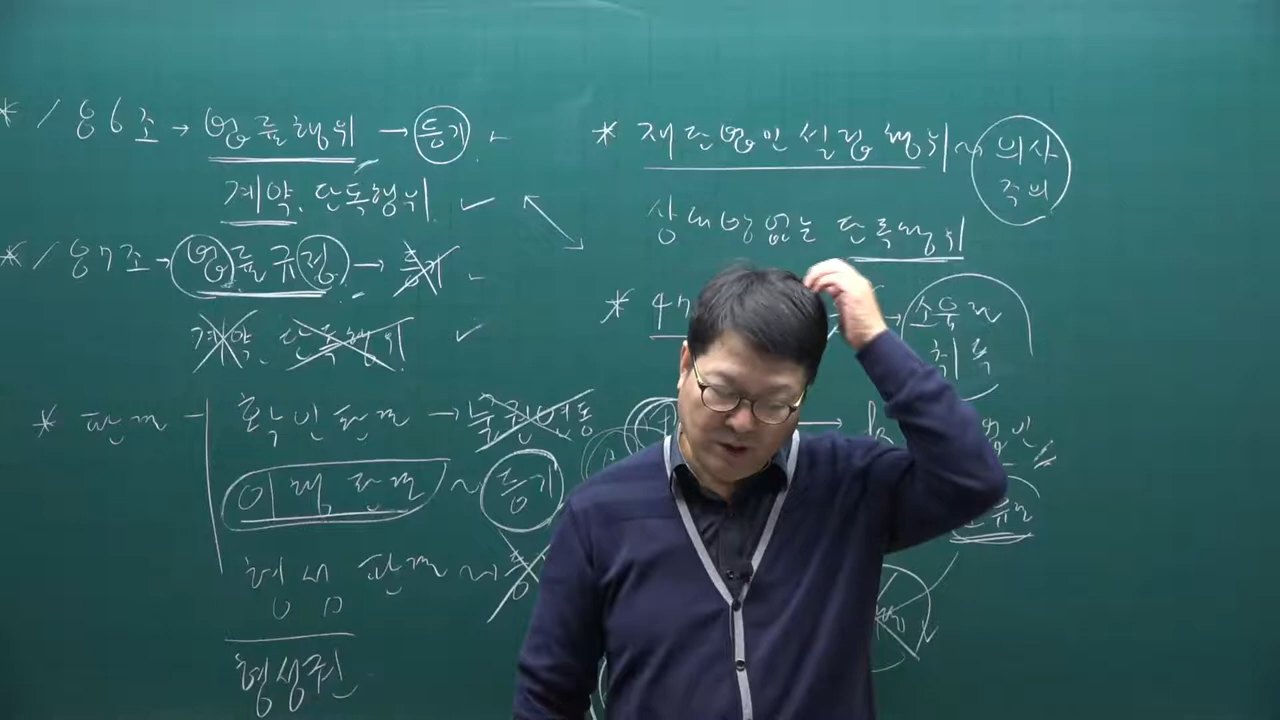 * 186조 → 법률행위 → 등기
계약, 단독행위 ✓
* 187조 → 법률규정 → 등기
계약, 단독행위 ✓
* 판결
확인판결 → 물권변동
이행판결 ~ 등기
형성판결 ~ 등
형성권
* 재단법인 설립행위 ~ 의사주의
상대방 없는 단독행위
* 47
소유권
취득